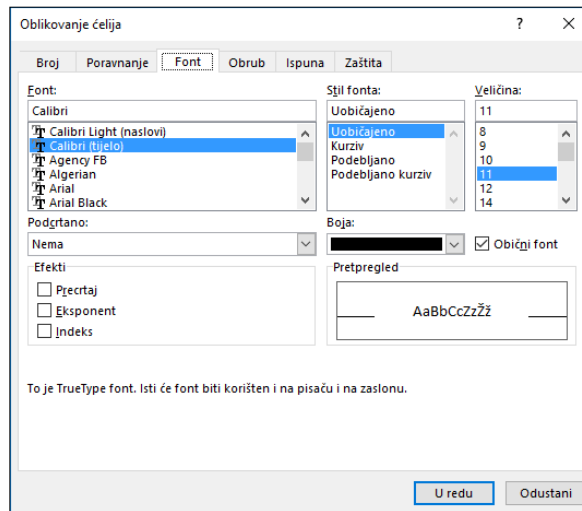 Oblikovanje ćelija ? X
Broj Poravnanje Font Obrub Ispuna Zaštita
Font: Stil fonta: Veličina:
Calibri Uobičajeno 11
Calibri Light (naslovi) Uobičajeno 8
Calibri (tijelo) Kurziv 9
Agency FB Podebljano 10
Algerian Podebljano kurziv 11
Arial 12
Arial Black 14
Podcrtano: Boja:
Nema Obični font
Efekti Pretpregled
Precrtaj
Eksponent AaBbCcZzŽž
Indeks
To je TrueType font. Isti će font biti korišten i na pisaču i na zaslonu.
U redu Odustani